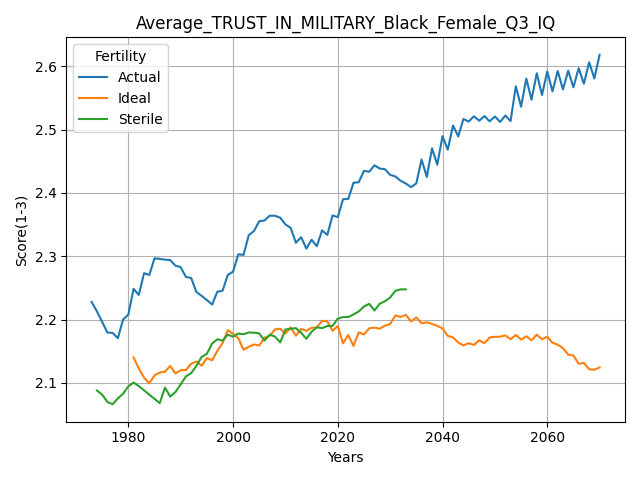 Average_TRUST_IN_MILITARY_Black_Female_Q3_IQ
Fertility
Actual
Ideal
Sterile
Score(1-3)
2.6
2.5
2.4
2.3
2.2
2.1
1980 2000 2020 2040 2060
Years